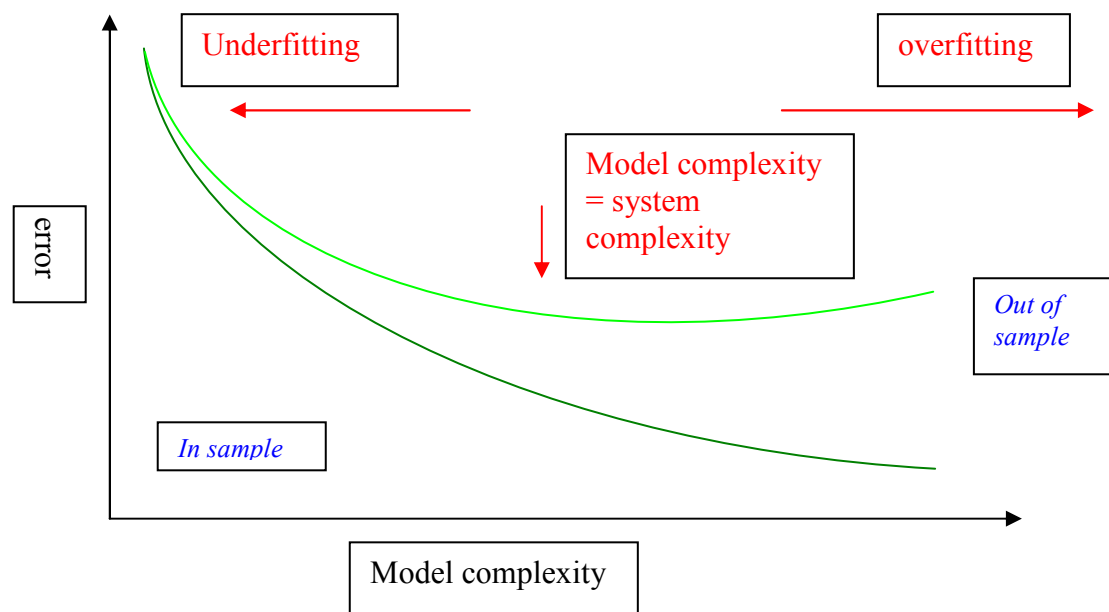 Underfitting
overfitting
Model complexity
= system
complexity
error
Out of
sample
In sample
Model complexity